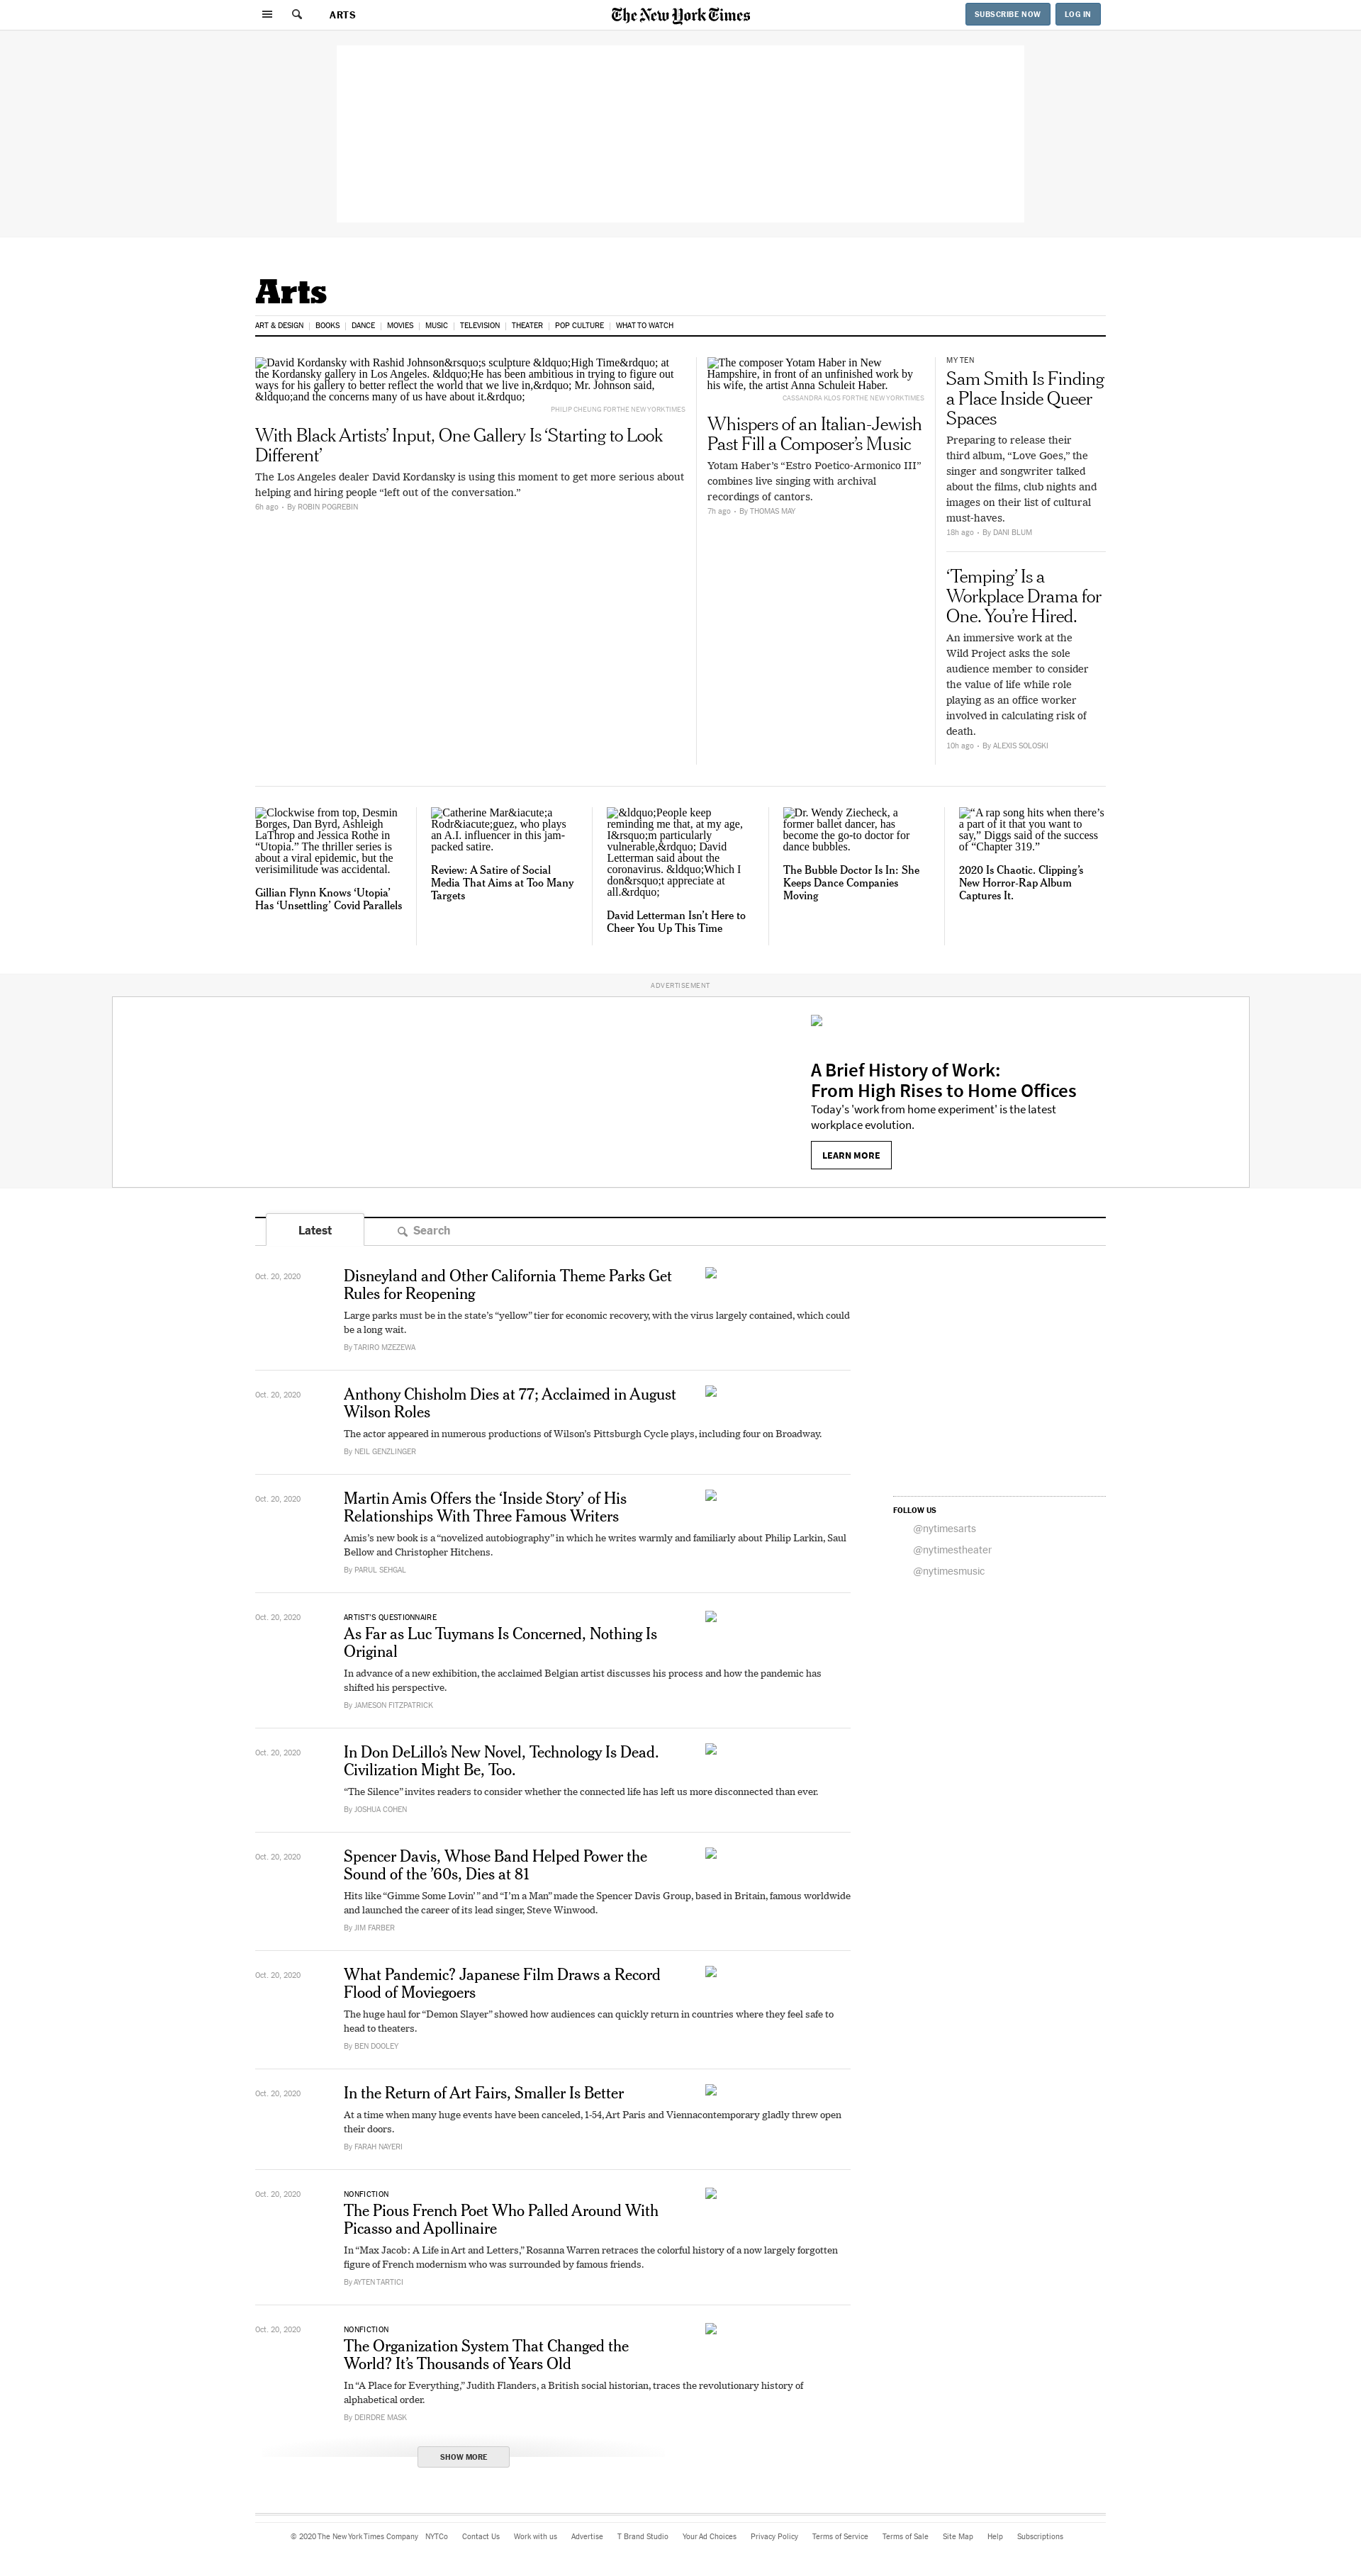 ARTS
The New York Times
SUBSCRIBE NOW
LOG IN
Arts
ART & DESIGN
BOOKS
DANCE
MOVIES
MUSIC
TELEVISION
THEATER
POP CULTURE
WHAT TO WATCH
David Kordansky with Rashid Johnson&rsquo;s sculpture &ldquo;High Time&rdquo; at
the Kordansky gallery in Los Angeles. &ldquo;He has been ambitious in trying to figure out
ways for his gallery to better reflect the world that we live in,&rdquo; Mr. Johnson said,
&ldquo;and the concerns many of us have about it.&rdquo;
PHILIP CHEUNG FOR THE NEW YORK TIMES
With Black Artists’ Input, One Gallery Is ‘Starting to Look
Different’
The Los Angeles dealer David Kordansky is using this moment to get more serious about
helping and hiring people “left out of the conversation.”
6h ago • By ROBIN POGREBIN
The composer Yotam Haber in New
Hampshire, in front of an unfinished work by
his wife, the artist Anna Schuleit Haber.
CASSANDRA KLOS FOR THE NEW YORK TIMES
Whispers of an Italian-Jewish
Past Fill a Composer’s Music
Yotam Haber’s “Estro Poetico-Armonico III”
combines live singing with archival
recordings of cantors.
7h ago • By THOMAS MAY
MY TEN
Sam Smith Is Finding
a Place Inside Queer
Spaces
Preparing to release their
third album, “Love Goes,” the
singer and songwriter talked
about the films, club nights and
images on their list of cultural
must-haves.
18h ago • By DANI BLUM
‘Temping’ Is a
Workplace Drama for
One. You’re Hired.
An immersive work at the
Wild Project asks the sole
audience member to consider
the value of life while role
playing as an office worker
involved in calculating risk of
death.
10h ago • By ALEXIS SOLOSKI
Clockwise from top, Desmin
Borges, Dan Byrd, Ashleigh
LaThrop and Jessica Rothe in
“Utopia.” The thriller series is
about a viral epidemic, but the
verisimilitude was accidental.
Gillian Flynn Knows ‘Utopia’
Has ‘Unsettling’ Covid Parallels
Catherine Mar&iacute;a
Rodr&iacute;guez, who plays
an A.I. influencer in this jam-
packed satire.
Review: A Satire of Social
Media That Aims at Too Many
Targets
&ldquo;People keep
reminding me that, at my age,
I&rsquo;m particularly
vulnerable,&rdquo; David
Letterman said about the
coronavirus. &ldquo;Which I
don&rsquo;t appreciate at
all.&rdquo;
David Letterman Isn’t Here to
Cheer You Up This Time
Dr. Wendy Ziecheck, a
former ballet dancer, has
become the go-to doctor for
dance bubbles.
The Bubble Doctor Is In: She
Keeps Dance Companies
Moving
“A rap song hits when there’s
a part of it that you want to
say,” Diggs said of the success
of “Chapter 319.”
2020 Is Chaotic. Clipping’s
New Horror-Rap Album
Captures It.
ADVERTISEMENT
A Brief History of Work:
From High Rises to Home Offices
Today's 'work from home experiment' is the latest
workplace evolution.
LEARN MORE
Latest
Search
Oct. 20, 2020
Disneyland and Other California Theme Parks Get
Rules for Reopening
Large parks must be in the state’s “yellow” tier for economic recovery, with the virus largely contained, which could
be a long wait.
By TARIRO MZEZEWA
Oct. 20, 2020
Anthony Chisholm Dies at 77; Acclaimed in August
Wilson Roles
The actor appeared in numerous productions of Wilson’s Pittsburgh Cycle plays, including four on Broadway.
By NEIL GENZLINGER
Oct. 20, 2020
Martin Amis Offers the ‘Inside Story’ of His
Relationships With Three Famous Writers
Amis’s new book is a “novelized autobiography” in which he writes warmly and familiarly about Philip Larkin, Saul
Bellow and Christopher Hitchens.
By PARUL SEHGAL
FOLLOW US
@nytimesarts
@nytimestheater
@nytimesmusic
Oct. 20, 2020
ARTIST’S QUESTIONNAIRE
As Far as Luc Tuymans Is Concerned, Nothing Is
Original
In advance of a new exhibition, the acclaimed Belgian artist discusses his process and how the pandemic has
shifted his perspective.
By JAMESON FITZPATRICK
Oct. 20, 2020
In Don DeLillo’s New Novel, Technology Is Dead.
Civilization Might Be, Too.
“The Silence” invites readers to consider whether the connected life has left us more disconnected than ever.
By JOSHUA COHEN
Oct. 20, 2020
Spencer Davis, Whose Band Helped Power the
Sound of the ’60s, Dies at 81
Hits like “Gimme Some Lovin’ ” and “I’m a Man” made the Spencer Davis Group, based in Britain, famous worldwide
and launched the career of its lead singer, Steve Winwood.
By JIM FARBER
Oct. 20, 2020
What Pandemic? Japanese Film Draws a Record
Flood of Moviegoers
The huge haul for “Demon Slayer” showed how audiences can quickly return in countries where they feel safe to
head to theaters.
By BEN DOOLEY
Oct. 20, 2020
In the Return of Art Fairs, Smaller Is Better
At a time when many huge events have been canceled, 1-54, Art Paris and Viennacontemporary gladly threw open
their doors.
By FARAH NAYERI
Oct. 20, 2020
NONFICTION
The Pious French Poet Who Palled Around With
Picasso and Apollinaire
In “Max Jacob: A Life in Art and Letters,” Rosanna Warren retraces the colorful history of a now largely forgotten
figure of French modernism who was surrounded by famous friends.
By AYTEN TARTICI
Oct. 20, 2020
NONFICTION
The Organization System That Changed the
World? It’s Thousands of Years Old
In “A Place for Everything,” Judith Flanders, a British social historian, traces the revolutionary history of
alphabetical order.
By DEIRDRE MASK
SHOW MORE
© 2020 The New York Times Company NYTCo Contact Us Work with us Advertise T Brand Studio Your Ad Choices Privacy Policy Terms of Service Terms of Sale Site Map Help Subscriptions